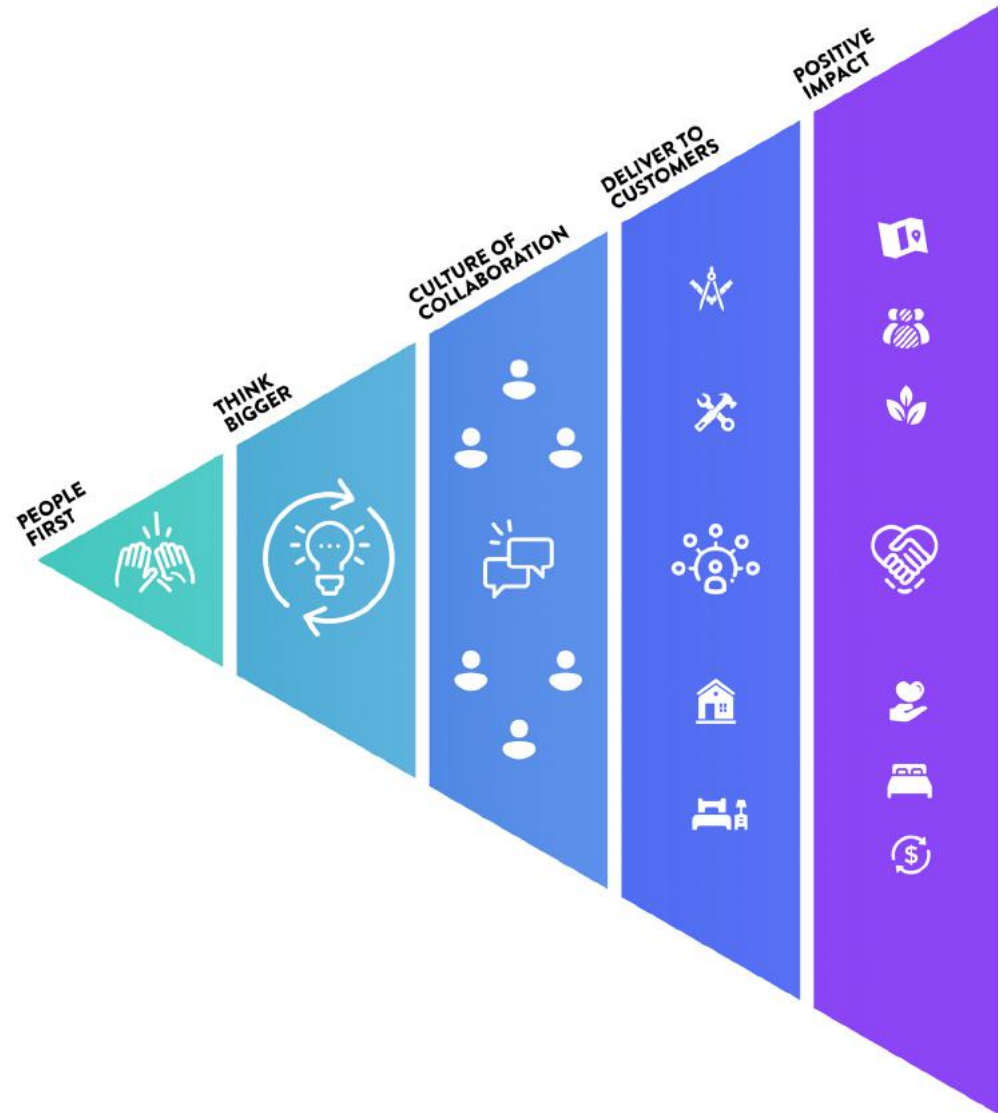 PEOPLE
FIRST
THINK
BIGGER
CULTURE OF
COLLABORATION
DELIVER TO
CUSTOMERS
POSITIVE
IMPACT
$